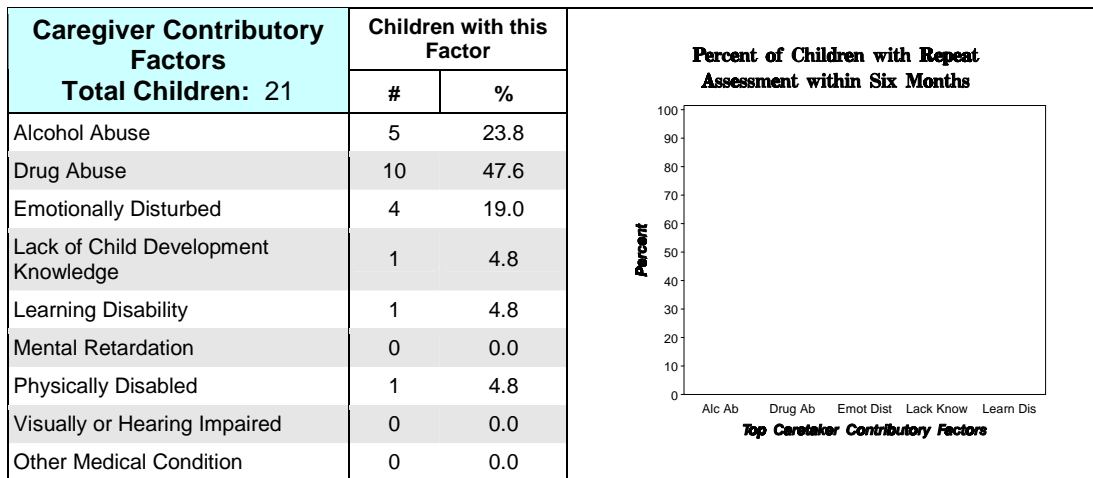 Caregiver Contributory
Factors
Total Children: 21
Children with this
Factor
# %
Alcohol Abuse 5 23.8
Drug Abuse 10 47.6
Emotionally Disturbed 4 19.0
Lack of Child Development
Knowledge 1 4.8
Learning Disability 1 4.8
Mental Retardation 0 0.0
Physically Disabled 1 4.8
Visually or Hearing Impaired 0 0.0
Other Medical Condition 0 0.0
Percent of Children with Repeat
Assessment within Six Months
Percent
100
90
80
70
60
50
40
30
20
10
0
Alc Ab Drug Ab Emot Dist Lack Know Learn Dis
Top Caretaker Contributory Factors